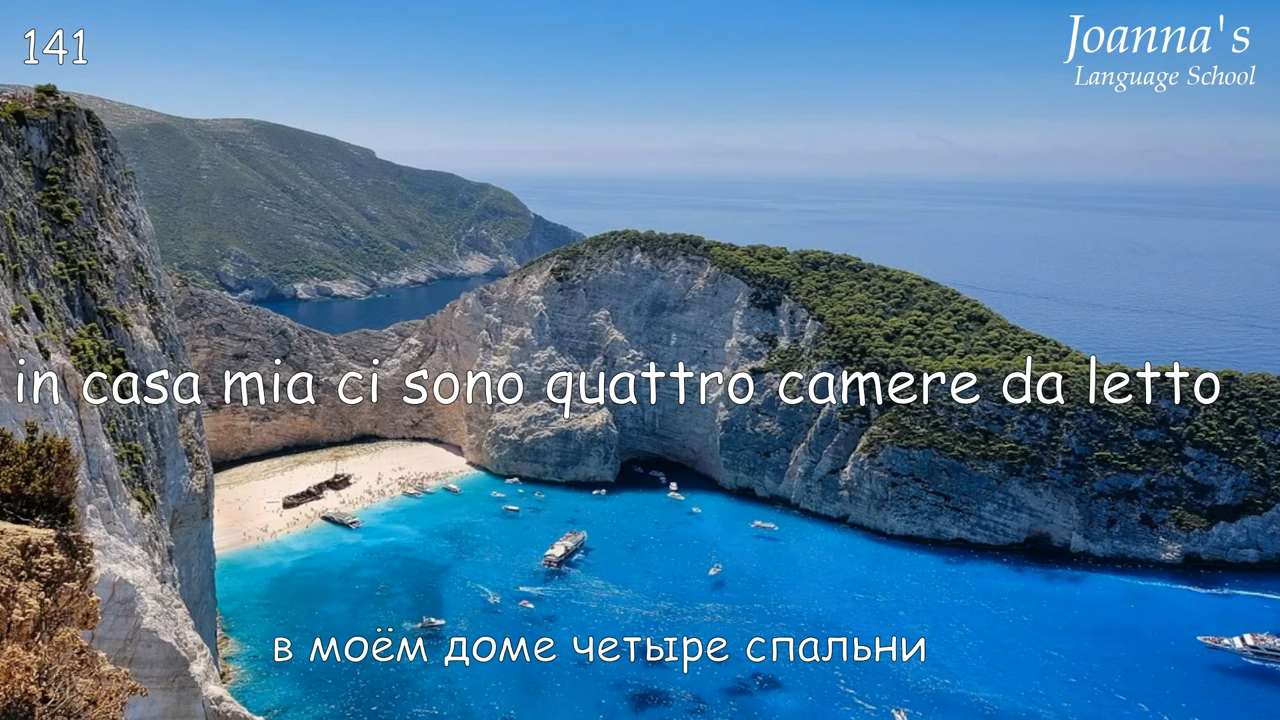 141
Joanna's
Language School
in casa mia ci sono quattro camere da letto
в моём доме четыре спальни